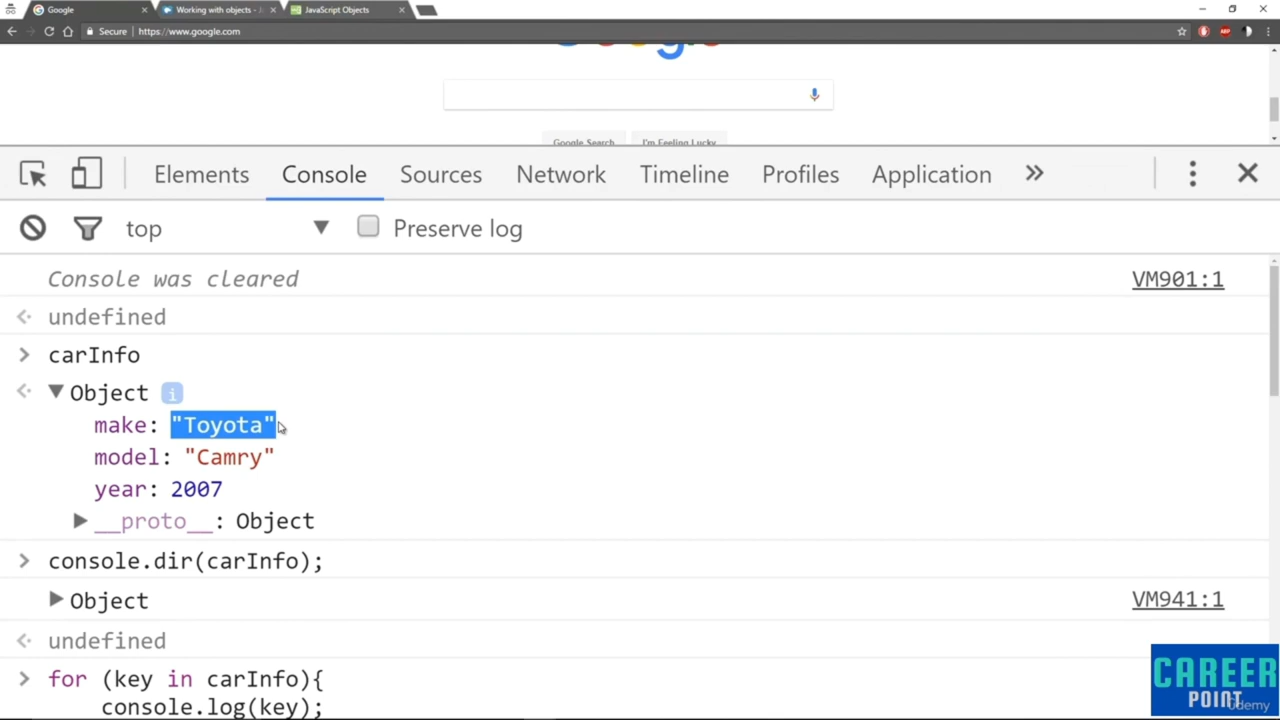 Google
Working with objects - J
JavaScript Objects
Secure
https://www.google.com
Google
Google Search
I'm Feeling Lucky
Elements
Console
Sources
Network
Timeline
Profiles
Application
»
top
Preserve log
Console was cleared
VM901:1
undefined
carInfo
Object i
make: "Toyota"
model: "Camry"
year: 2007
__proto__: Object
console.dir(carInfo);
Object
VM941:1
undefined
for (key in carInfo){
console.log(key);
CAREER
POINT
ûdemy